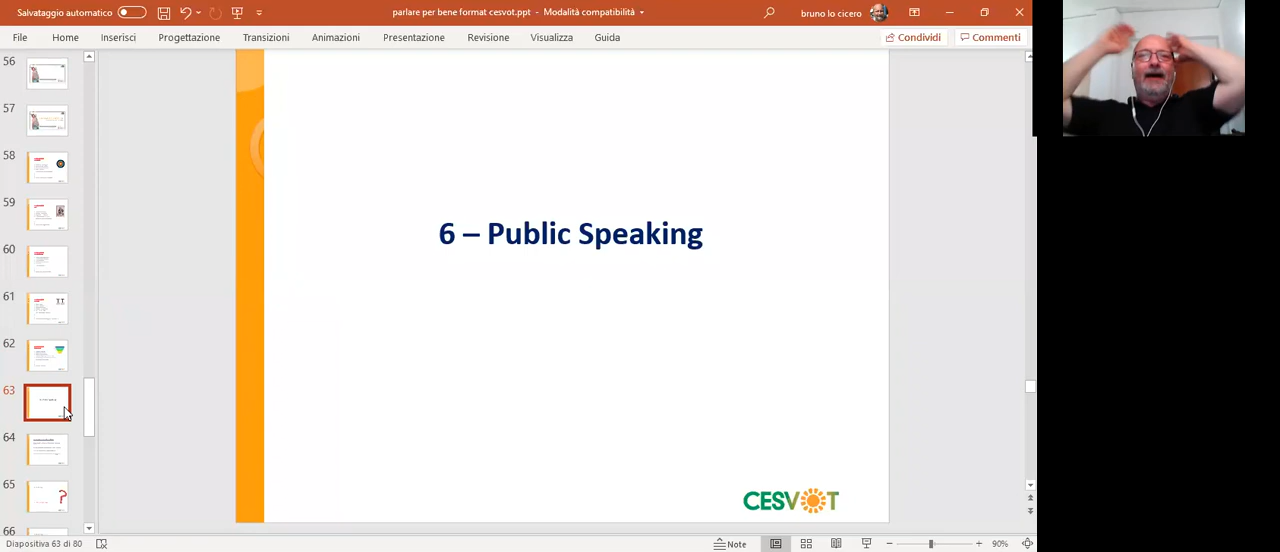 Salvataggio automatico
parlare per bene format cesvot.ppt - Modalità compatibilità
bruno lo cicero
File Home Inserisci Progettazione Transizioni Animazioni Presentazione Revisione Visualizza Guida
Condividi Commenti
56
57
58
59
60
61
62
63
64
65
66
6 – Public Speaking
CESVOT
Diapositiva 63 di 80
Note
90%